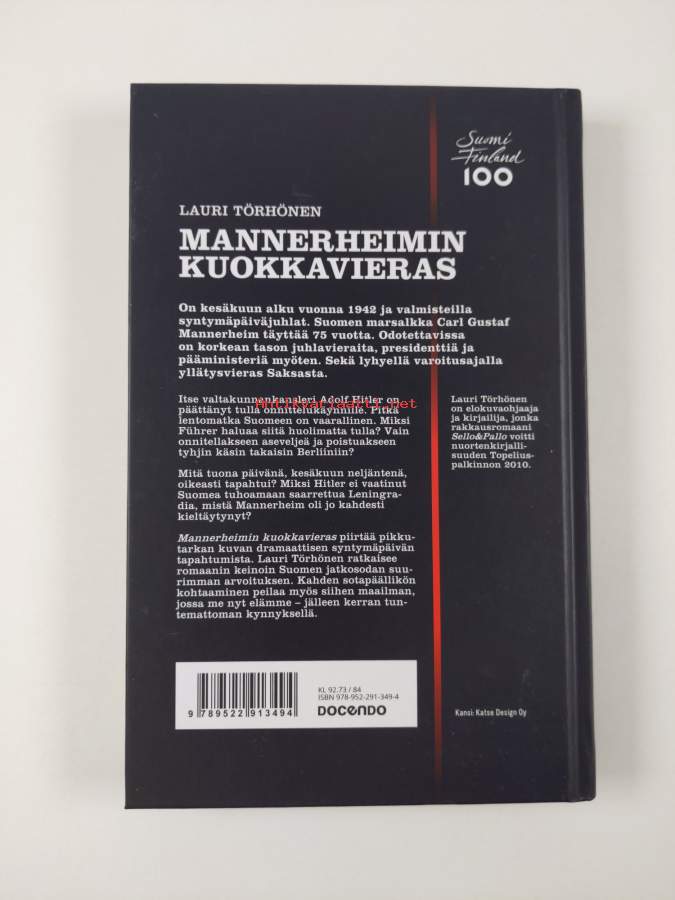 Suomi
Finland
100
LAURI TÖRHÖNEN
MANNERHEIMIN
KUOKKAVIERAS
On kesäkuun alku vuonna 1942 ja valmisteilla
syntymäpäiväjuhlat. Suomen marsalkka Carl Gustaf
Mannerheim täyttää 75 vuotta. Odotettavissa
on korkean tason juhlavieraita, presidenttiä ja
pääministeriä myöten. Sekä lyhyellä varoitusajalla
yllätysvieras Saksasta.
Itse valtakunnankansleri Adolf Hitler on
päättänyt tulla onnittelukäynnille. Pitkä
lentomatka Suomeen on vaarallinen. Miksi
Führer haluaa siitä huolimatta tulla? Vain
onnitellakseen aseveljeä ja poistuakseen
tyhjin käsin takaisin Berliiniin?
Mitä tuona päivänä, kesäkuun neljäntenä,
oikeasti tapahtui? Miksi Hitler ei vaatinut
Suomea tuhoamaan saarrettua Leningra-
dia, mistä Mannerheim oli jo kahdesti
kieltäytynyt?
Mannerheimin kuokkavieras piirtää pikku-
tarkan kuvan dramaattisen syntymäpäivän
tapahtumista. Lauri Törhönen ratkaisee
romaanin keinoin Suomen jatkosodan suu-
rimman arvoituksen. Kahden sotapäällikön
kohtaaminen peilaa myös siihen maailman,
jossa me nyt elämme – jälleen kerran tun-
temattoman kynnyksellä.
Lauri Törhönen
on elokuvaohjaaja
ja kirjailija, jonka
rakkausromaani
Sello&Pallo voitti
nuortenkirjalli-
suuden Topelius-
palkinnon 2010.
Antikvariaatti.net
KL 92.73 / 84
ISBN 978-952-291-349-4
DOCENDO
9 789522 913494
Kansi: Katse Design Oy